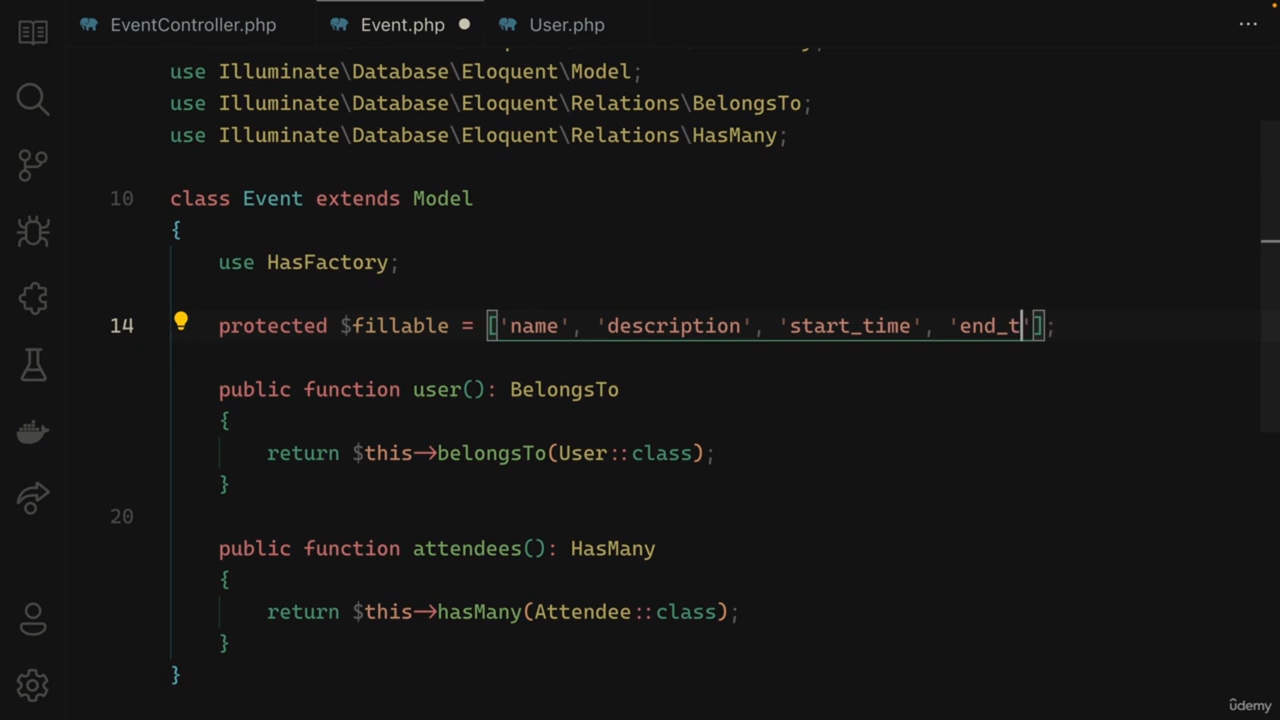 EventController.php
Event.php
User.php
use Illuminate\Database\Eloquent\Model;
use Illuminate\Database\Eloquent\Relations\BelongsTo;
use Illuminate\Database\Eloquent\Relations\HasMany;
10 class Event extends Model
{
use HasFactory;
14 protected $fillable = ['name', 'description', 'start_time', 'end_t'];
public function user(): BelongsTo
{
return $this->belongsTo(User::class);
}
20
public function attendees(): HasMany
{
return $this->hasMany(Attendee::class);
}
}
ûdemy